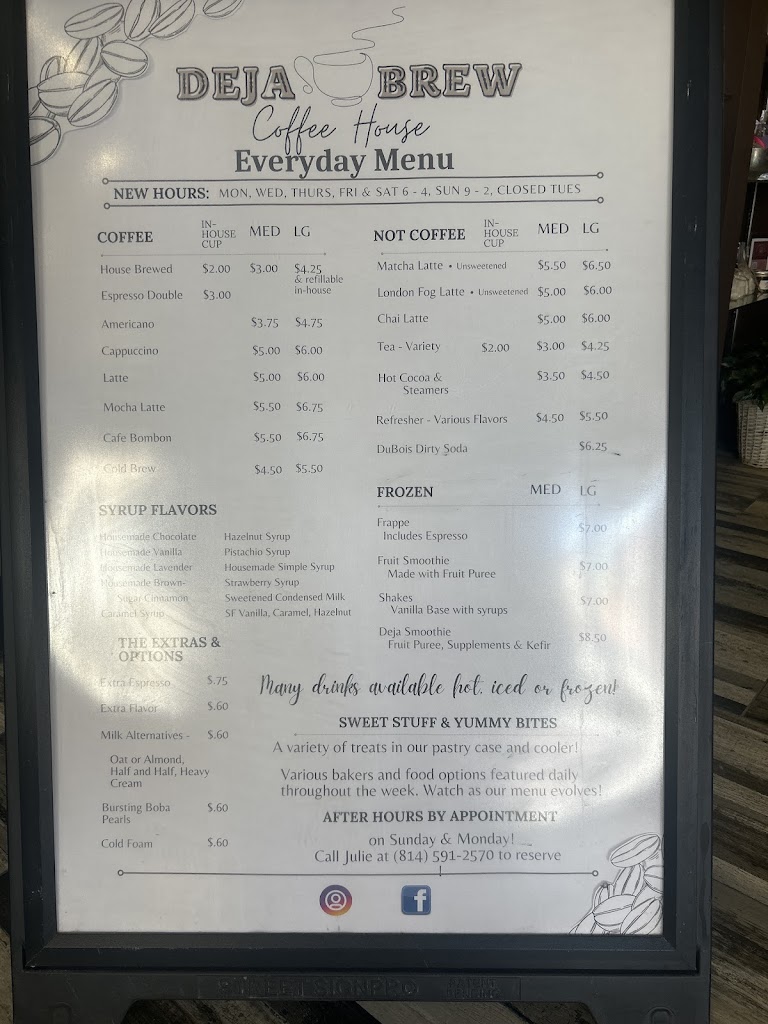 DEJA BREW
Coffee House
Everyday Menu
NEW HOURS: MON, WED, THURS, FRI & SAT 6 - 4, SUN 9 - 2, CLOSED TUES
COFFEE IN-HOUSE CUP MED LG
House Brewed $2.00 $3.00 $4.25
& refillable
in-house
Espresso Double $3.00
Americano $3.75 $4.75
Cappuccino $5.00 $6.00
Latte $5.00 $6.00
Mocha Latte $5.50 $6.75
Cafe Bombon $5.50 $6.75
Cold Brew $4.50 $5.50
SYRUP FLAVORS
Housemade Chocolate Hazelnut Syrup
Housemade Vanilla Pistachio Syrup
Housemade Lavender Housemade Simple Syrup
Housemade Brown- Strawberry Syrup
Sugar Cinnamon Sweetened Condensed Milk
Caramel Syrup SF Vanilla, Caramel, Hazelnut
THE EXTRAS &
OPTIONS
Extra Espresso $.75
Extra Flavor $.60
Milk Alternatives - $.60
Oat or Almond,
Half and Half, Heavy
Cream
Bursting Boba $.60
Pearls
Cold Foam $.60
NOT COFFEE IN-HOUSE CUP MED LG
Matcha Latte • Unsweetened $5.50 $6.50
London Fog Latte • Unsweetened $5.00 $6.00
Chai Latte $5.00 $6.00
Tea - Variety $2.00 $3.00 $4.25
Hot Cocoa & $3.50 $4.50
Steamers
Refresher - Various Flavors $4.50 $5.50
DuBois Dirty Soda $6.25
FROZEN MED LG
Frappe $7.00
Includes Espresso
Fruit Smoothie $7.00
Made with Fruit Puree
Shakes $7.00
Vanilla Base with syrups
Deja Smoothie $8.50
Fruit Puree, Supplements & Kefir
Many drinks available hot, iced or frozen!
SWEET STUFF & YUMMY BITES
A variety of treats in our pastry case and cooler!
Various bakers and food options featured daily
throughout the week. Watch as our menu evolves!
AFTER HOURS BY APPOINTMENT
on Sunday & Monday!
Call Julie at (814) 591-2570 to reserve
f
STREETSIGNPRO